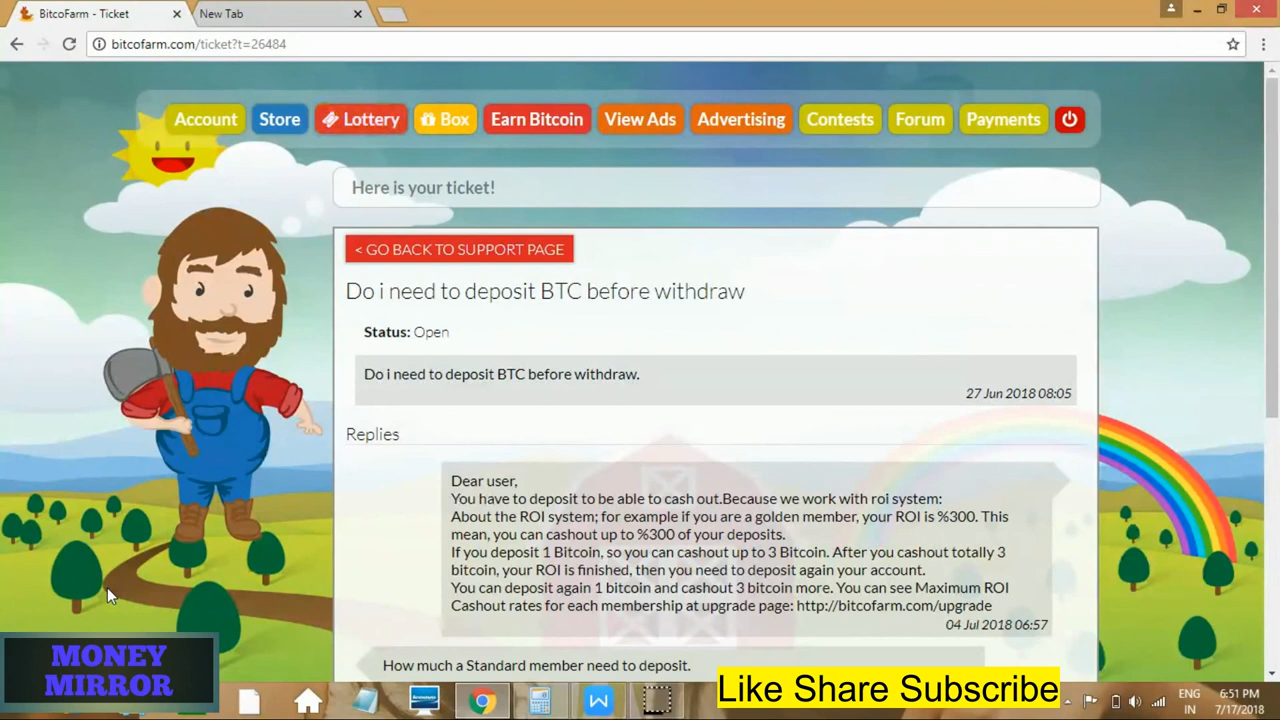 BitcoFarm - Ticket
New Tab
bitcofarm.com/ticket?t=26484
Account Store Lottery Box Earn Bitcoin View Ads Advertising Contests Forum Payments
Here is your ticket!
< GO BACK TO SUPPORT PAGE
Do i need to deposit BTC before withdraw
Status: Open
Do i need to deposit BTC before withdraw.
27 Jun 2018 08:05
Replies
Dear user,
You have to deposit to be able to cash out.Because we work with roi system:
About the ROI system; for example if you are a golden member, your ROI is %300. This
mean, you can cashout up to %300 of your deposits.
If you deposit 1 Bitcoin, so you can cashout up to 3 Bitcoin. After you cashout totally 3
bitcoin, your ROI is finished, then you need to deposit again your account.
You can deposit again 1 bitcoin and cashout 3 bitcoin more. You can see Maximum ROI
Cashout rates for each membership at upgrade page: http://bitcofarm.com/upgrade
04 Jul 2018 06:57
How much a Standard member need to deposit.
MONEY
MIRROR
Like Share Subscribe
ENG
IN
6:51 PM
7/17/2018